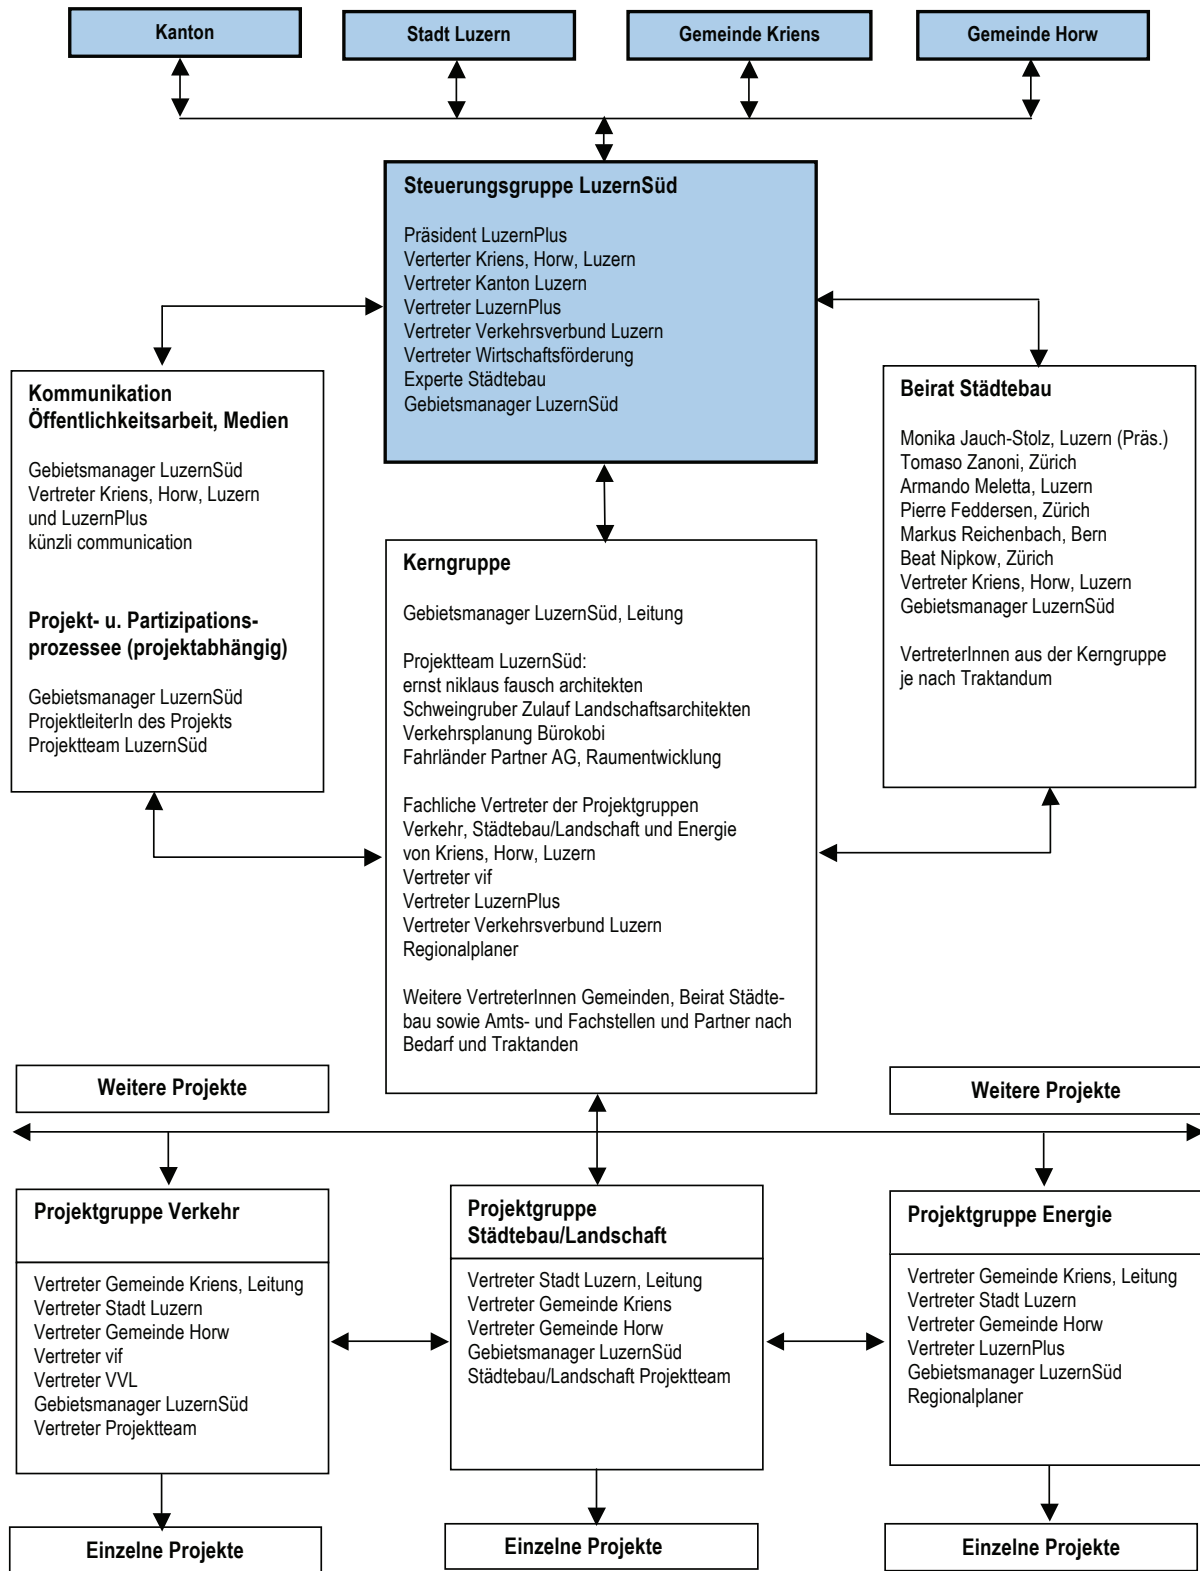 Kanton
Stadt Luzern
Gemeinde Kriens
Gemeinde Horw
Steuerungsgruppe LuzernSüd
Präsident LuzernPlus
Verterter Kriens, Horw, Luzern
Vertreter Kanton Luzern
Vertreter LuzernPlus
Vertreter Verkehrsverbund Luzern
Vertreter Wirtschaftsförderung
Experte Städtebau
Gebietsmanager LuzernSüd
Kommunikation
Öffentlichkeitsarbeit, Medien
Gebietsmanager LuzernSüd
Vertreter Kriens, Horw, Luzern
und LuzernPlus
künzli communication
Projekt- u. Partizipations-
prozessee (projektabhängig)
Gebietsmanager LuzernSüd
ProjektleiterIn des Projekts
Projektteam LuzernSüd
Beirat Städtebau
Monika Jauch-Stolz, Luzern (Präs.)
Tomaso Zanoni, Zürich
Armando Meletta, Luzern
Pierre Feddersen, Zürich
Markus Reichenbach, Bern
Beat Nipkow, Zürich
Vertreter Kriens, Horw, Luzern
Gebietsmanager LuzernSüd
VertreterInnen aus der Kerngruppe
je nach Traktandum
Kerngruppe
Gebietsmanager LuzernSüd, Leitung
Projektteam LuzernSüd:
ernst niklaus fausch architekten
Schweingruber Zulauf Landschaftsarchitekten
Verkehrsplanung Bürokobi
Fahrländer Partner AG, Raumentwicklung
Fachliche Vertreter der Projektgruppen
Verkehr, Städtebau/Landschaft und Energie
von Kriens, Horw, Luzern
Vertreter vif
Vertreter LuzernPlus
Vertreter Verkehrsverbund Luzern
Regionalplaner
Weitere VertreterInnen Gemeinden, Beirat Städte-
bau sowie Amts- und Fachstellen und Partner nach
Bedarf und Traktanden
Weitere Projekte
Weitere Projekte
Projektgruppe Verkehr
Vertreter Gemeinde Kriens, Leitung
Vertreter Stadt Luzern
Vertreter Gemeinde Horw
Vertreter vif
Vertreter VVL
Gebietsmanager LuzernSüd
Vertreter Projektteam
Projektgruppe
Städtebau/Landschaft
Vertreter Stadt Luzern, Leitung
Vertreter Gemeinde Kriens
Vertreter Gemeinde Horw
Gebietsmanager LuzernSüd
Städtebau/Landschaft Projektteam
Projektgruppe Energie
Vertreter Gemeinde Kriens, Leitung
Vertreter Stadt Luzern
Vertreter Gemeinde Horw
Vertreter LuzernPlus
Gebietsmanager LuzernSüd
Regionalplaner
Einzelne Projekte
Einzelne Projekte
Einzelne Projekte